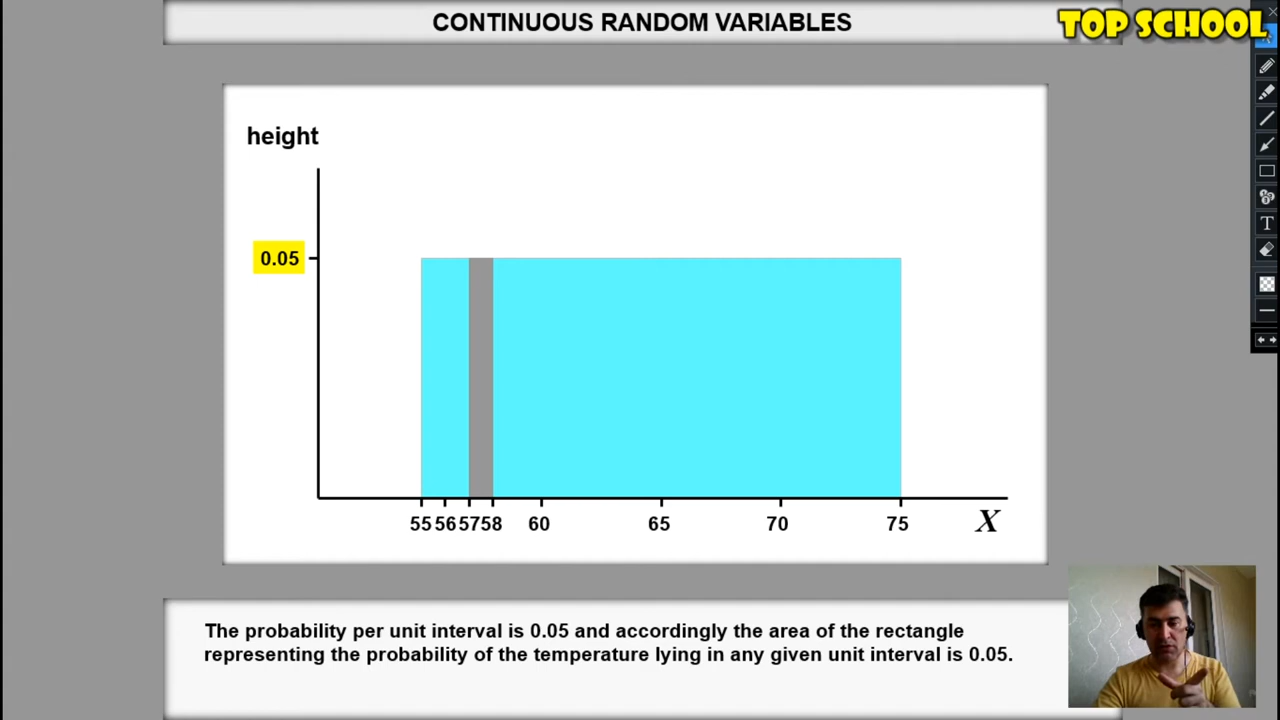 CONTINUOUS RANDOM VARIABLES
TOP SCHOOL
height
0.05
55 56 57 58 60 65 70 75 X
The probability per unit interval is 0.05 and accordingly the area of the rectangle
representing the probability of the temperature lying in any given unit interval is 0.05.
T